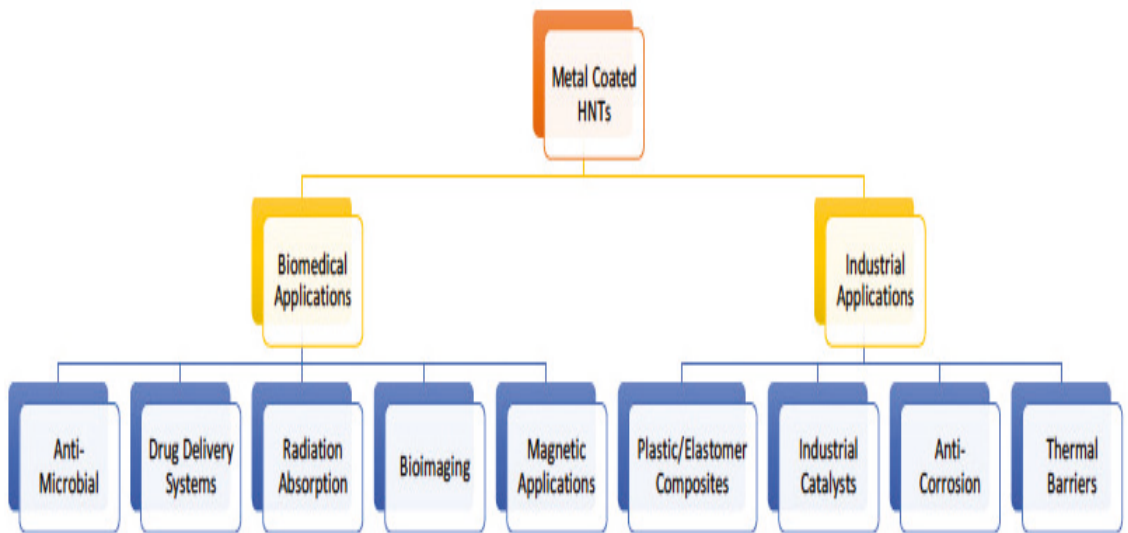 Metal Coated
HNTs
Biomedical
Applications
Industrial
Applications
Anti-
Microbial
Drug Delivery
Systems
Radiation
Absorption
Bioimaging
Magnetic
Applications
Plastic/Elastomer
Composites
Industrial
Catalysts
Anti-
Corrosion
Thermal
Barriers